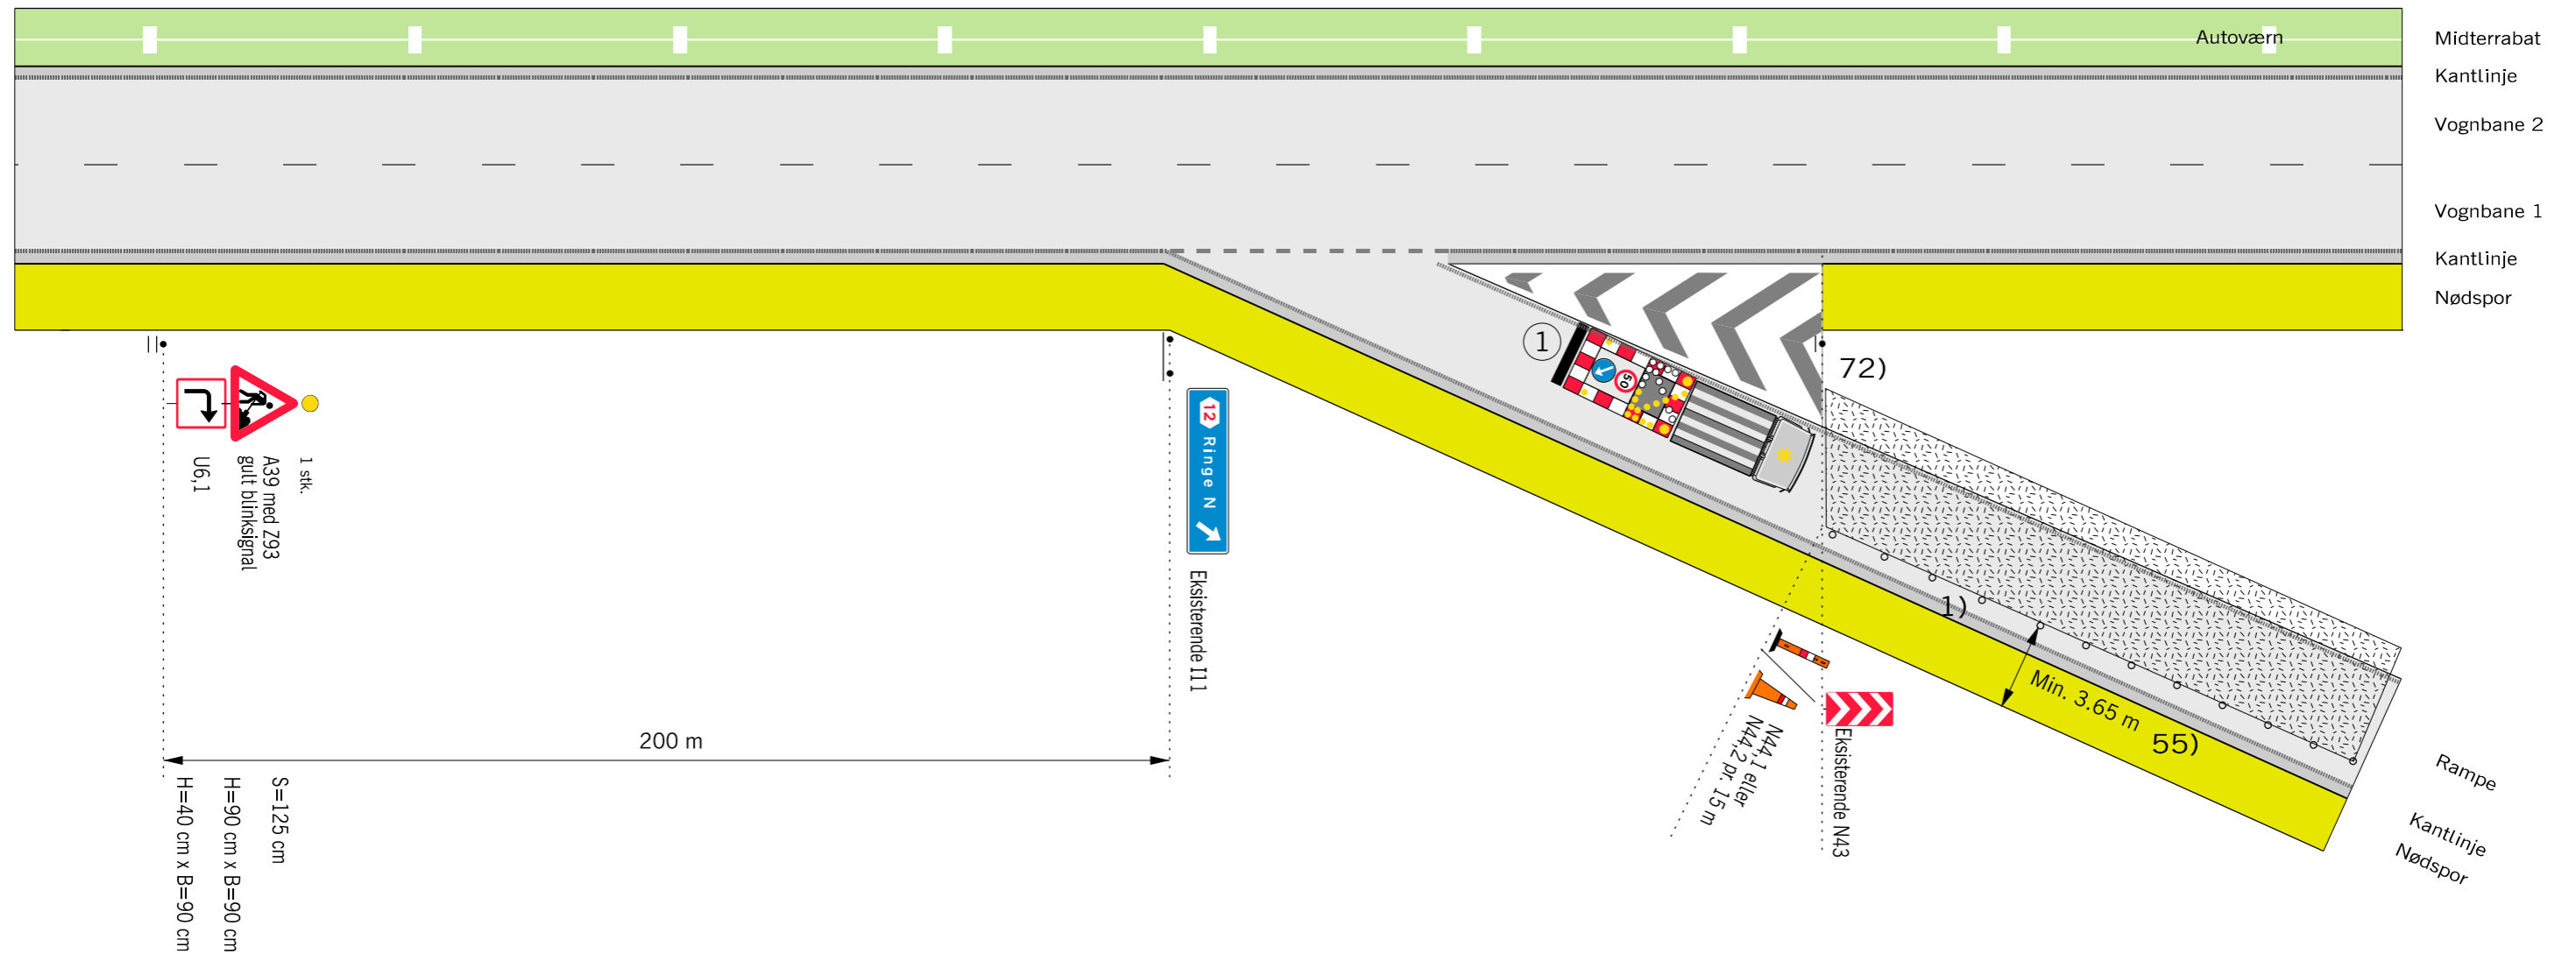 Autoværn
Midterrabat
Kantlinje
Vognbane 2
Vognbane 1
Kantlinje
Nødspor
1
50
72)
1 stk.
A39 med Z93
gult blinksignal
U6,1
12 Ringe N
Eksisterende I11
1)
Min. 3.65 m
55)
200 m
N44,1 eller
N44,2 pr. 15 m
Eksisterende N43
S=125 cm
H=90 cm x B=90 cm
H=40 cm x B=90 cm
Rampe
Kantlinje
Nødspor